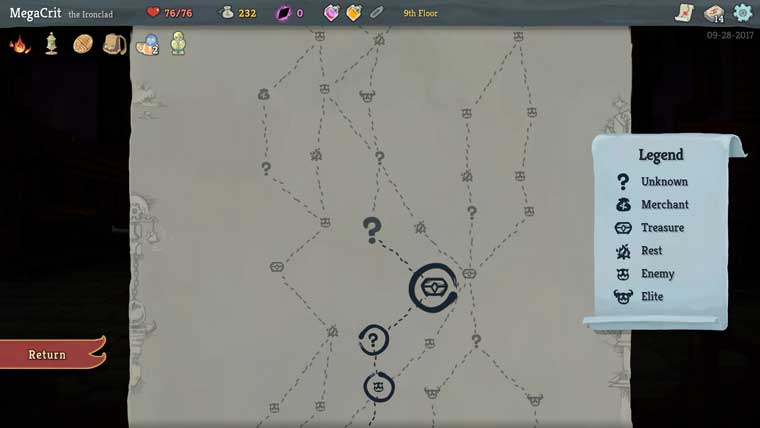 MegaCrit the Ironclad 76/76 232 0 9th Floor 14
2
09-28-2017
Legend
? Unknown
Merchant
Treasure
Rest
Enemy
Elite
?
?
?
?
?
?
Return